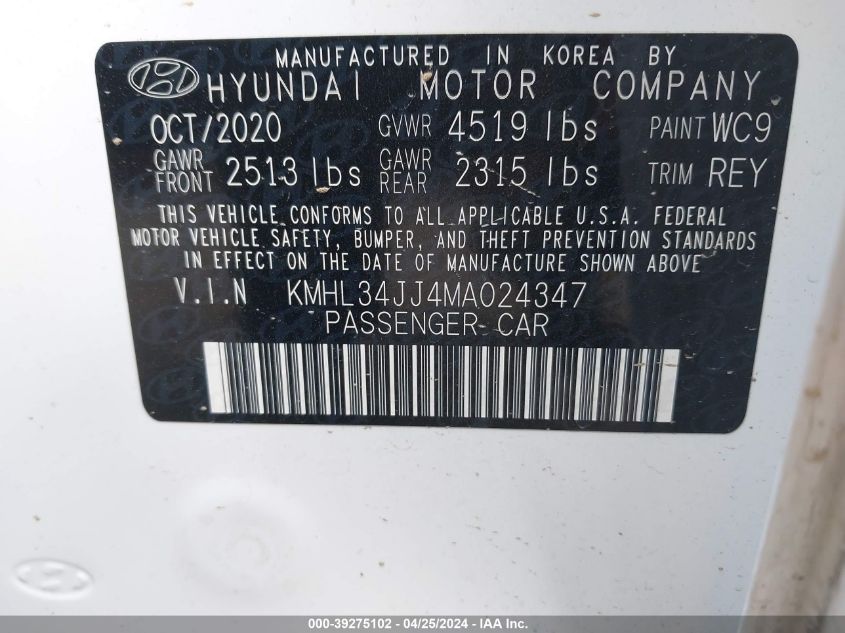 MANUFACTURED IN KOREA BY
HYUNDAI MOTOR COMPANY
OCT/2020 GVWR 4519 lbs PAINT WC9
GAWR FRONT 2513 lbs GAWR REAR 2315 lbs TRIM REY
THIS VEHICLE CONFORMS TO ALL APPLICABLE U.S.A. FEDERAL
MOTOR VEHICLE SAFETY, BUMPER, AND THEFT PREVENTION STANDARDS
IN EFFECT ON THE DATE OF MANUFACTURE SHOWN ABOVE
V.I.N KMHL34JJ4MA024347
PASSENGER CAR
000-39275102 - 04/25/2024 - IAA Inc.